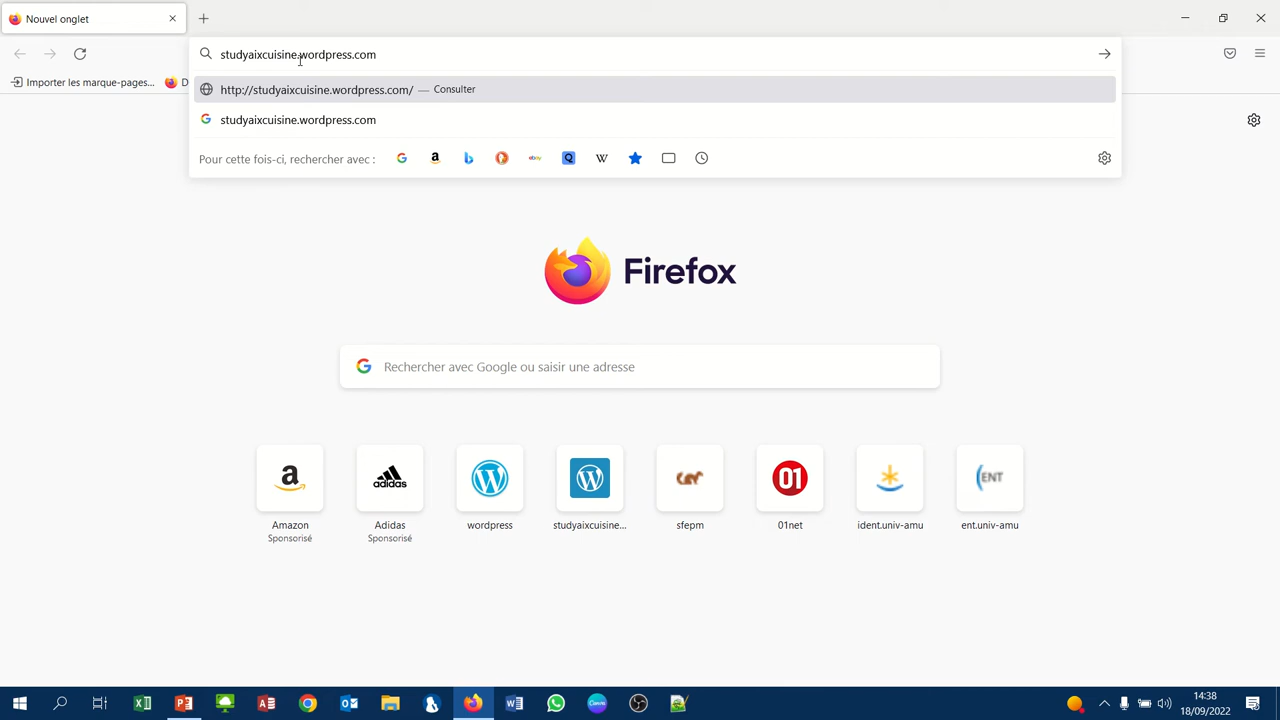 Nouvel onglet
studyaixcuisine.wordpress.com
Importer les marque-pages... D
http://studyaixcuisine.wordpress.com/ — Consulter
studyaixcuisine.wordpress.com
Pour cette fois-ci, rechercher avec :
Firefox
Rechercher avec Google ou saisir une adresse
Amazon
Sponsorisé
Adidas
Sponsorisé
wordpress
studyaixcuisine...
sfepm
01net
ident.univ-amu
ent.univ-amu
14:38
18/09/2022